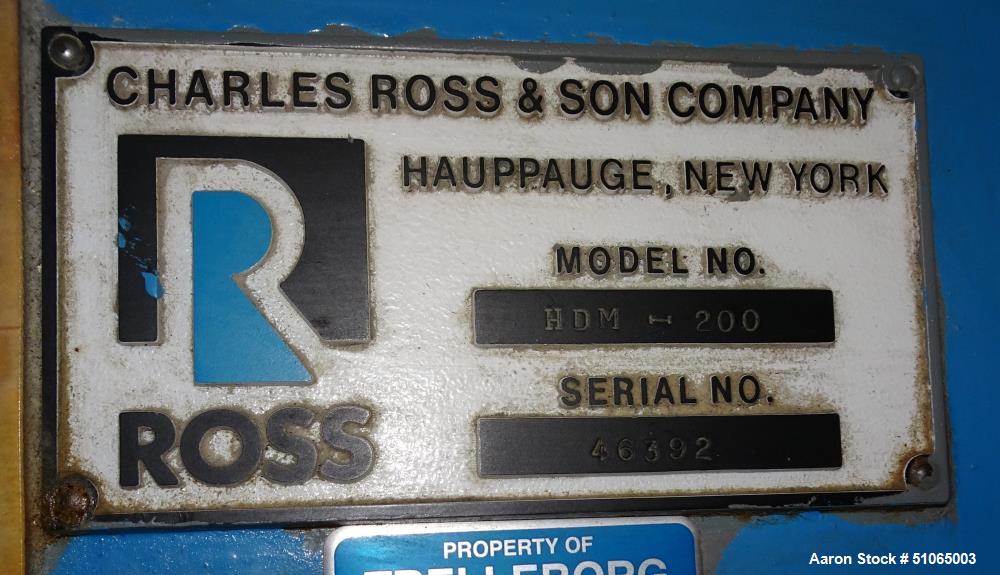 CHARLES ROSS & SON COMPANY
HAUPPAUGE, NEW YORK
MODEL NO.
HDM - 200
SERIAL NO.
46392
ROSS
PROPERTY OF
TRELLEBORG
Aaron Stock # 51065003